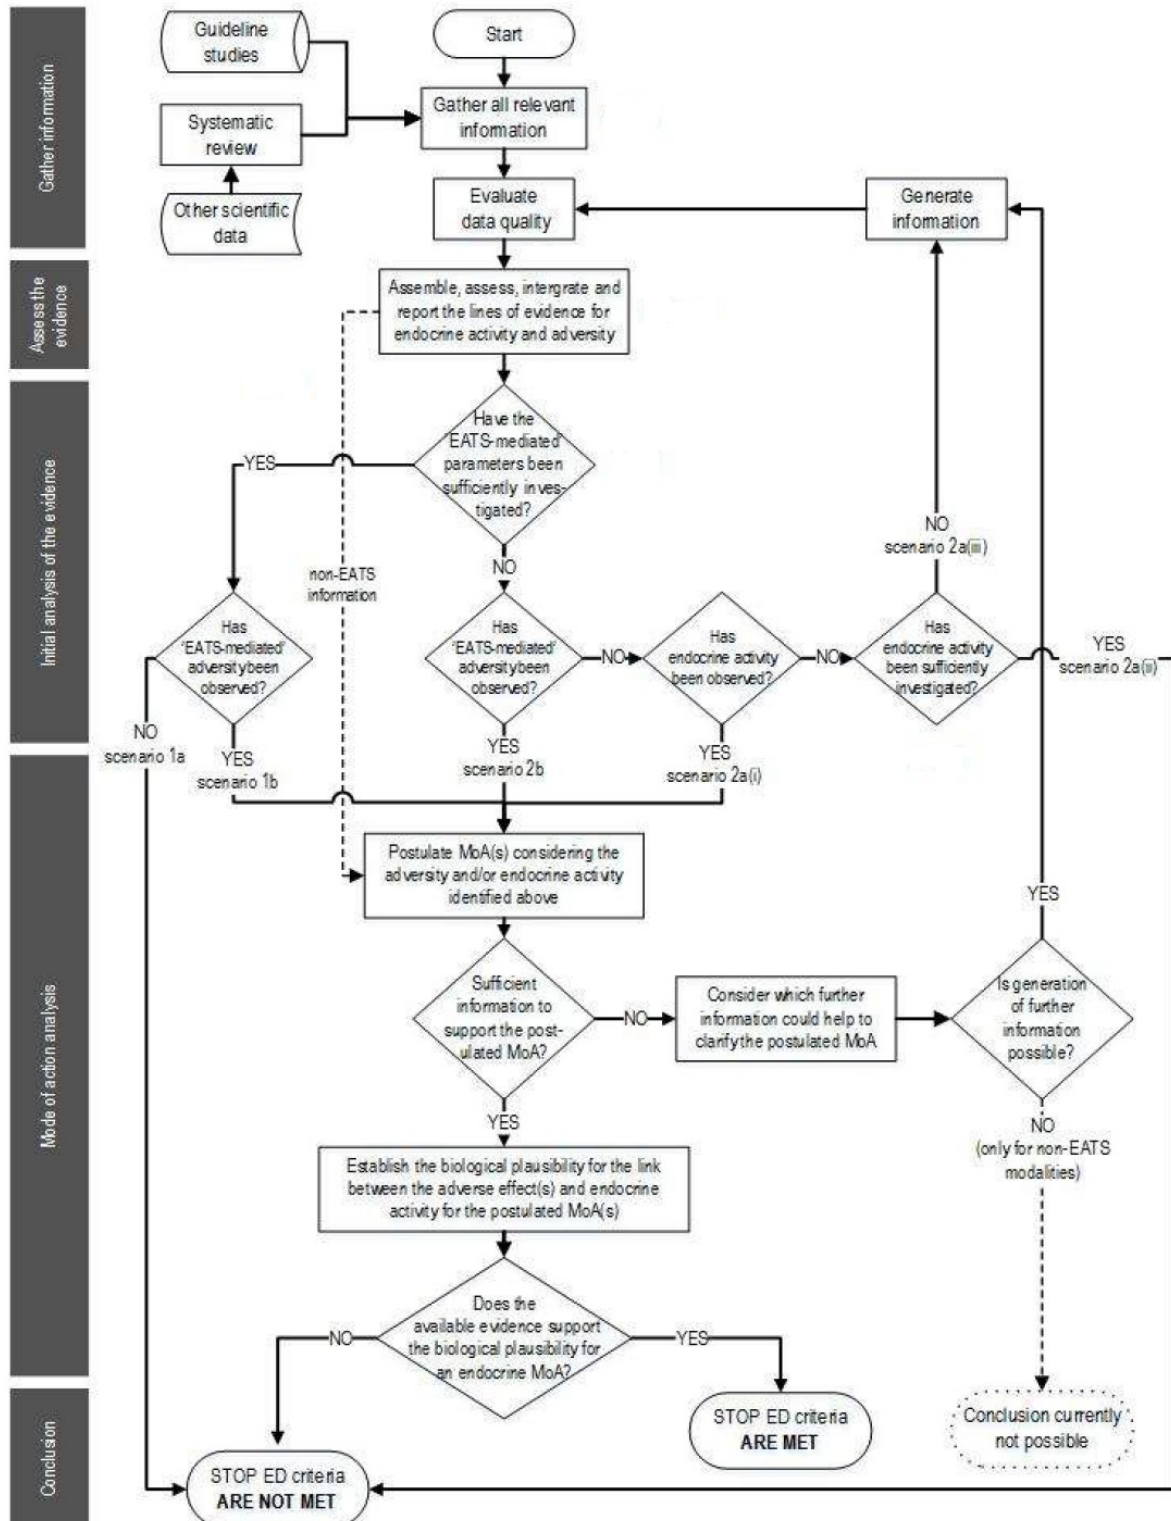 Gather information
Guideline
studies
Start
Systematic
review
Gather all relevant
information
Other scientific
data
Evaluate
data quality
Generate
information
Assess the
evidence
Assemble, assess, intergrate and
report the lines of evidence for
endocrine activity and adversity
Initial analysis of the evidence
Have the
'EATS-mediated'
parameters been
sufficiently inves-
tigated?
YES
NO
non-EATS
information
NO
scenario 2a(iii)
Has
'EATS-mediated'
adversity been
observed?
Has
'EATS-mediated'
adversity been
observed?
NO
Has
endocrine activity
been observed?
NO
Has
endocrine activity
been sufficiently
investigated?
YES
scenario 2a(ii)
NO
scenario 1a
YES
scenario 1b
YES
scenario 2b
YES
scenario 2a(i)
Mode of action analysis
Postulate MoA(s) considering the
adversity and/or endocrine activity
identified above
YES
Sufficient
information to
support the post-
ulated MoA?
NO
Consider which further
information could help to
clarify the postulated MoA
Is generation
of further
information
possible?
YES
NO
(only for non-EATS
modalities)
Establish the biological plausibility for the link
between the adverse effect(s) and endocrine
activity for the postulated MoA(s)
Does the
available evidence support
the biological plausibility for
an endocrine MoA?
NO
YES
Conclusion
STOP ED criteria
ARE MET
Conclusion currently
not possible
STOP ED criteria
ARE NOT MET